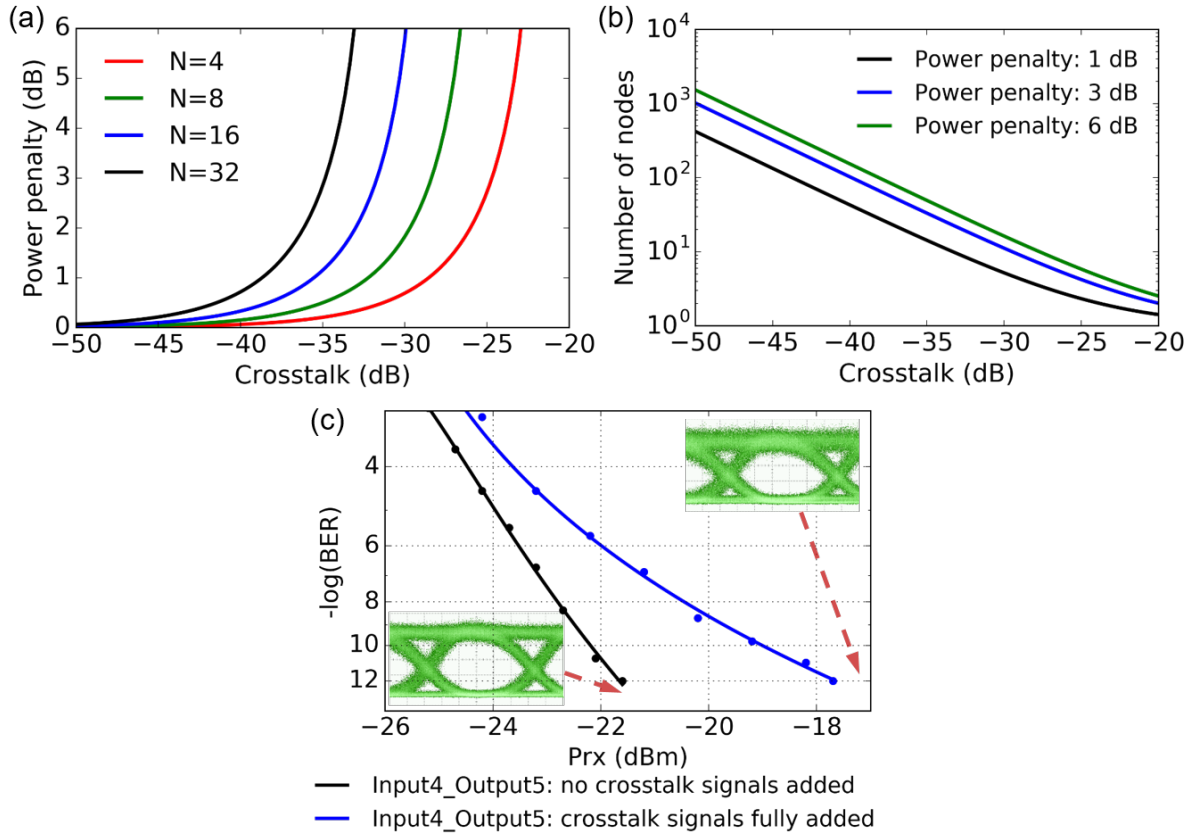 (a)
6
5
4
3
2
1
0
Power penalty (dB)
N=4
N=8
N=16
N=32
−50 −45 −40 −35 −30 −25 −20
Crosstalk (dB)
(b)
10^4
10^3
10^2
10^1
10^0
Number of nodes
Power penalty: 1 dB
Power penalty: 3 dB
Power penalty: 6 dB
−50 −45 −40 −35 −30 −25 −20
Crosstalk (dB)
(c)
4
6
8
10
12
-log(BER)
−26 −24 −22 −20 −18
Prx (dBm)
Input4_Output5: no crosstalk signals added
Input4_Output5: crosstalk signals fully added